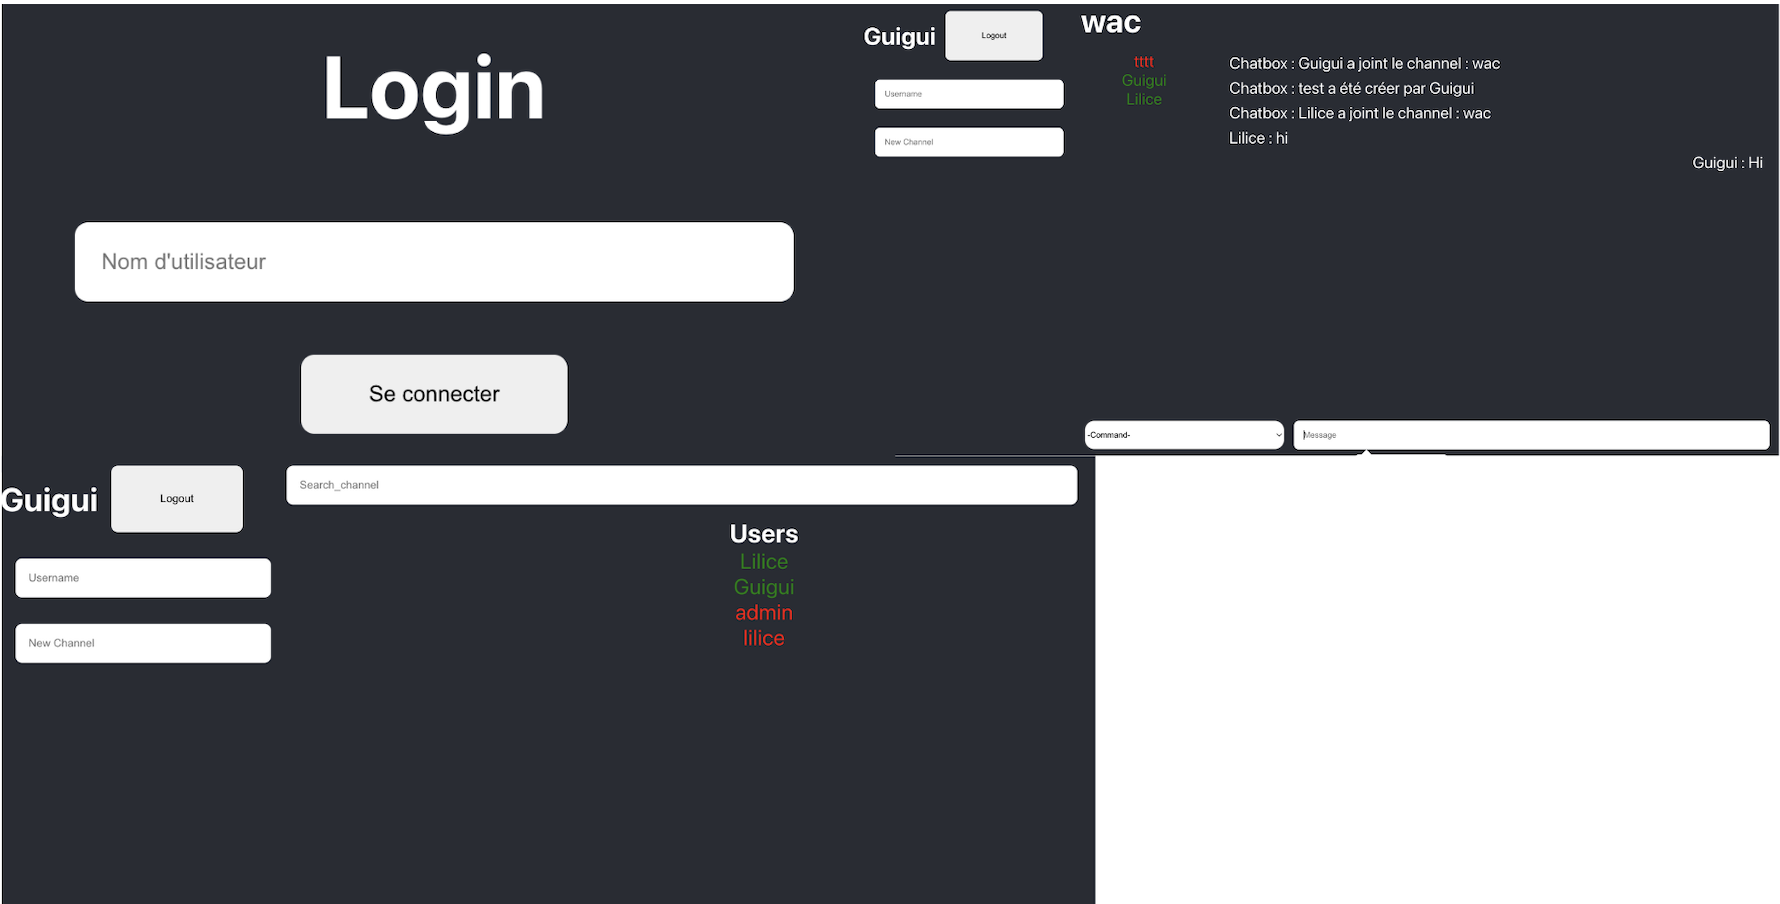 Login
Nom d'utilisateur
Se connecter
Guigui
Logout
Username
New Channel
wac
tttt
Guigui
Lilice
Chatbox : Guigui a joint le channel : wac
Chatbox : test a été créer par Guigui
Chatbox : Lilice a joint le channel : wac
Lilice : hi
Guigui : Hi
-Command-
Message
Guigui
Logout
Username
New Channel
Search_channel
Users
Lilice
Guigui
admin
lilice